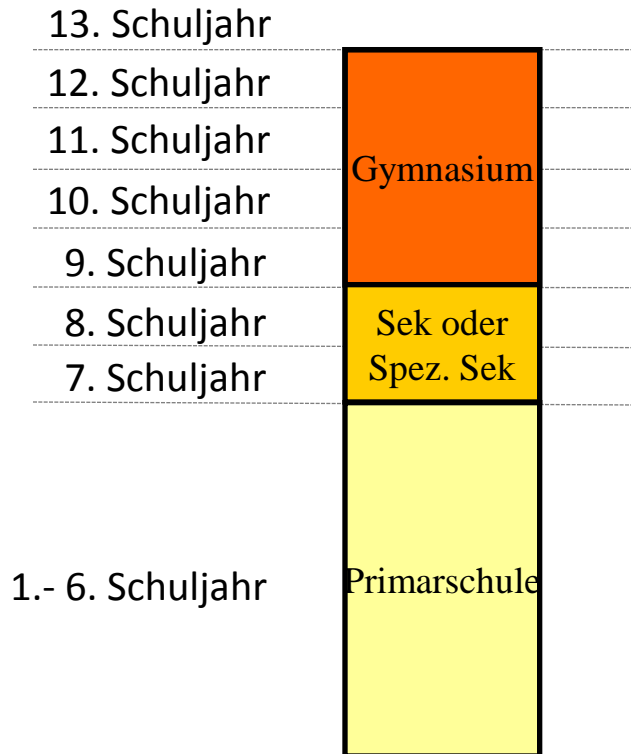 13. Schuljahr
12. Schuljahr
11. Schuljahr
10. Schuljahr
9. Schuljahr
8. Schuljahr
7. Schuljahr
1.- 6. Schuljahr
Gymnasium
Sek oder
Spez. Sek
Primarschule